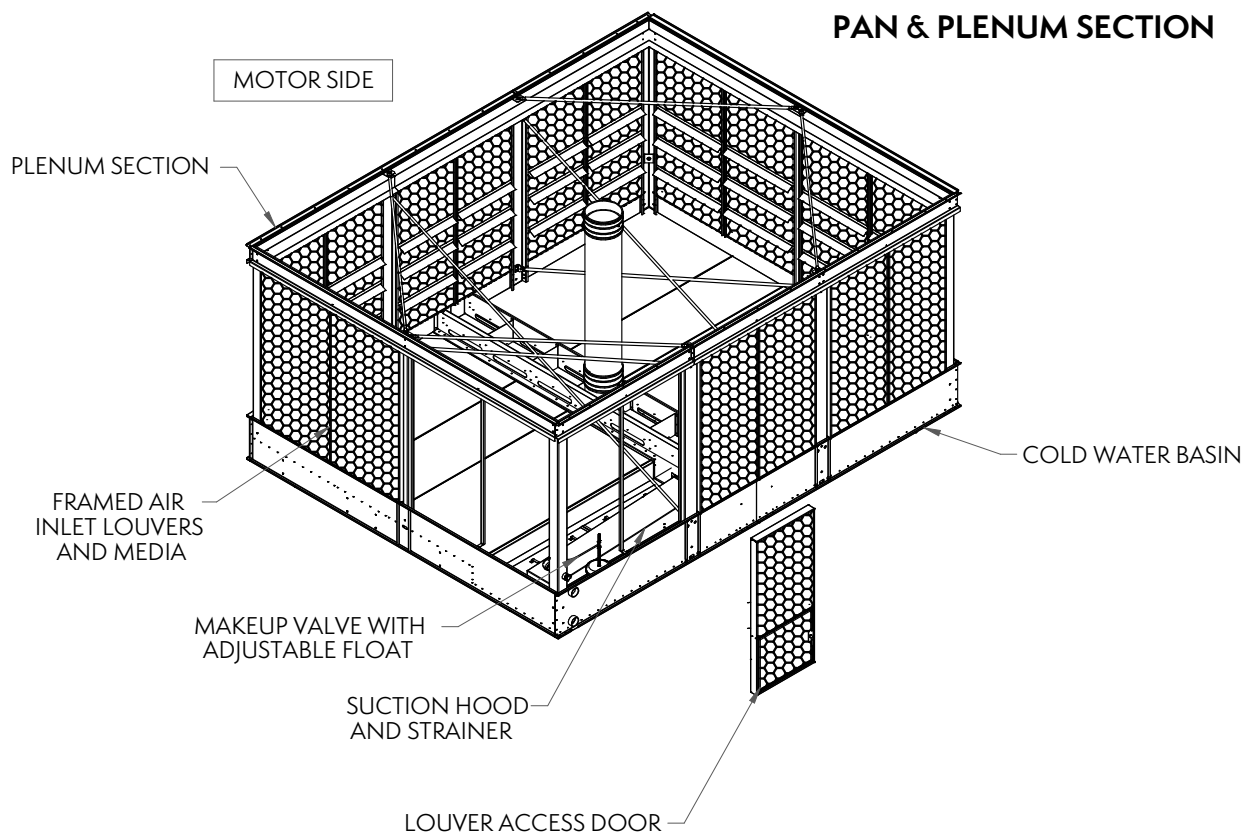 PAN & PLENUM SECTION
MOTOR SIDE
PLENUM SECTION
COLD WATER BASIN
FRAMED AIR
INLET LOUVERS
AND MEDIA
MAKEUP VALVE WITH
ADJUSTABLE FLOAT
SUCTION HOOD
AND STRAINER
LOUVER ACCESS DOOR